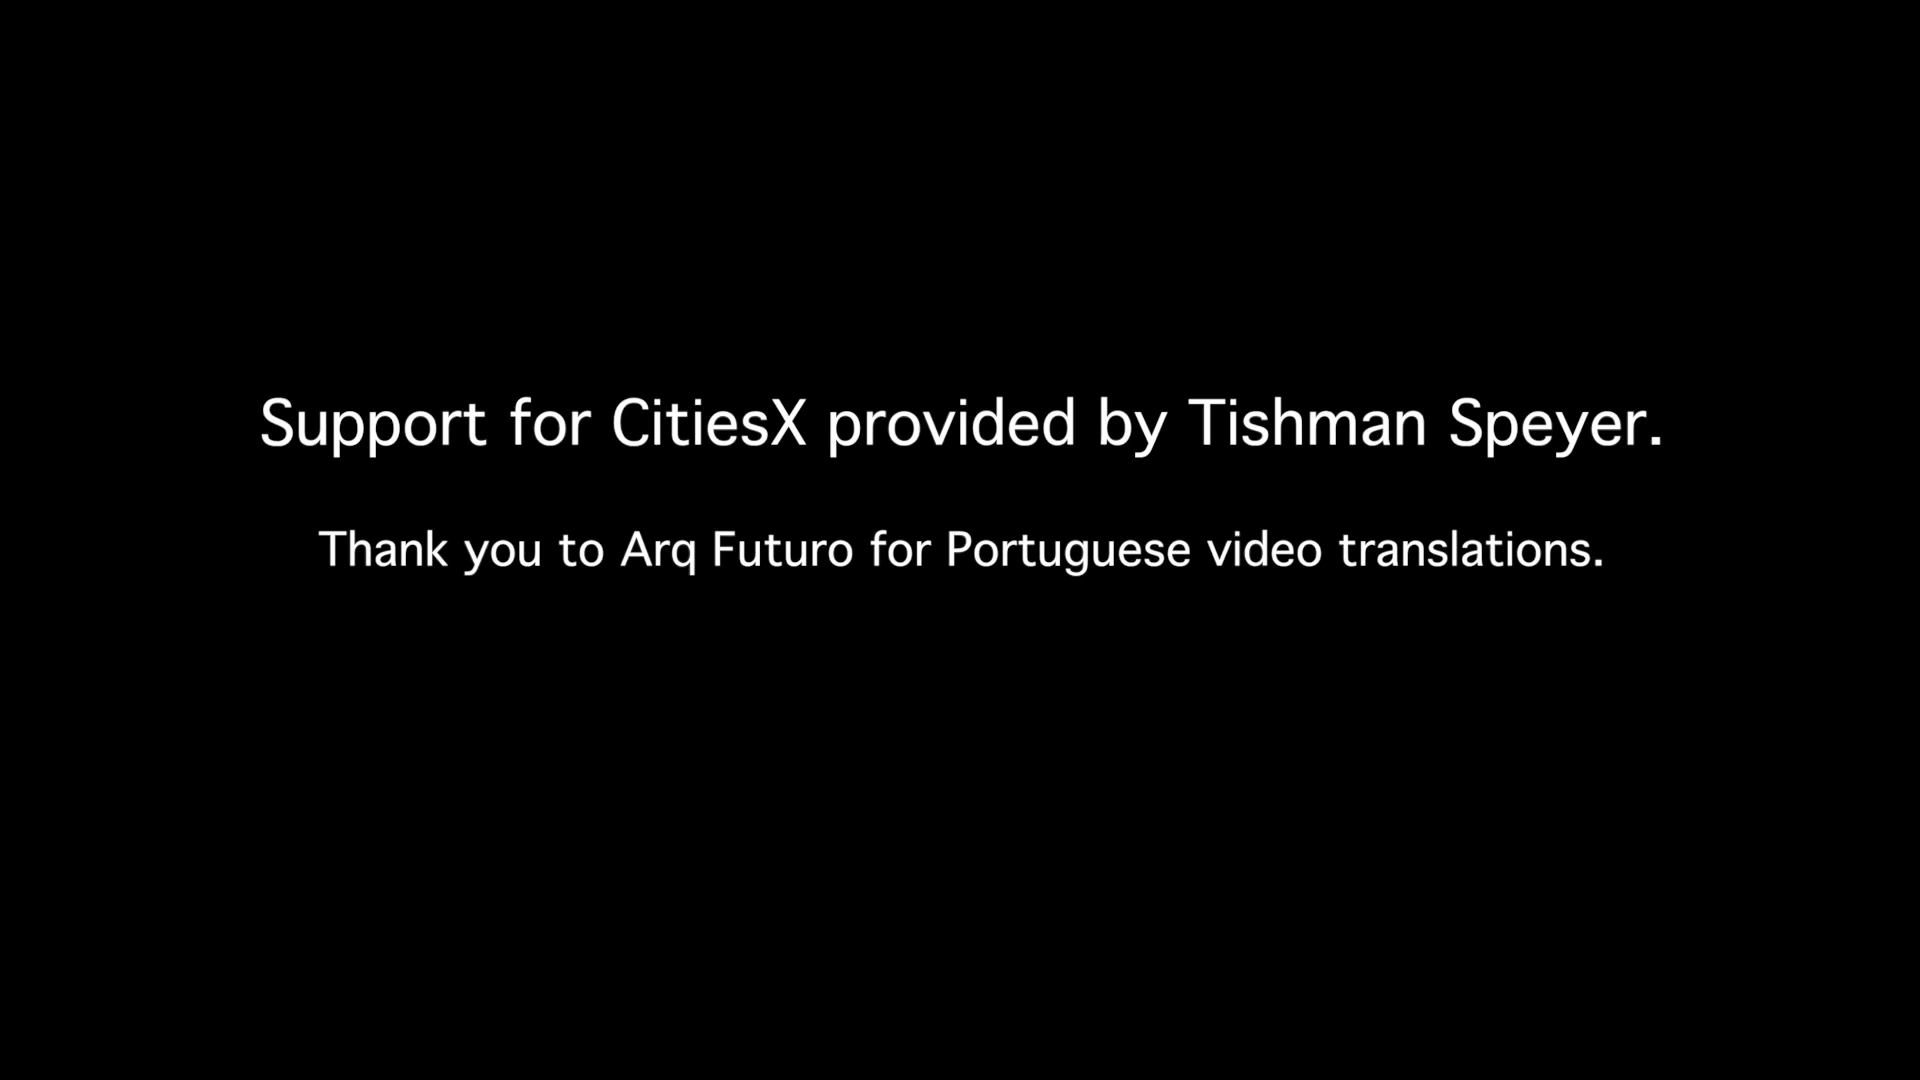 Support for CitiesX provided by Tishman Speyer.
Thank you to Arq Futuro for Portuguese video translations.